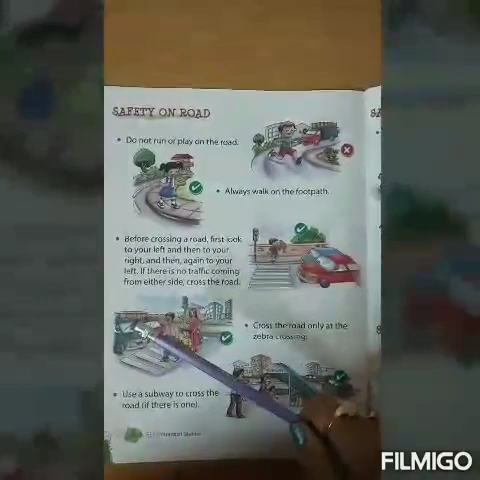 SAFETY ON ROAD
• Do not run or play on the road.
• Always walk on the footpath.
• Before crossing a road, first look
to your left and then to your
right, and then, again to your
left. If there is no traffic coming
from either side, cross the road.
• Cross the road only at the
zebra crossing.
• Use a subway to cross the
road (if there is one).
FILMIGO